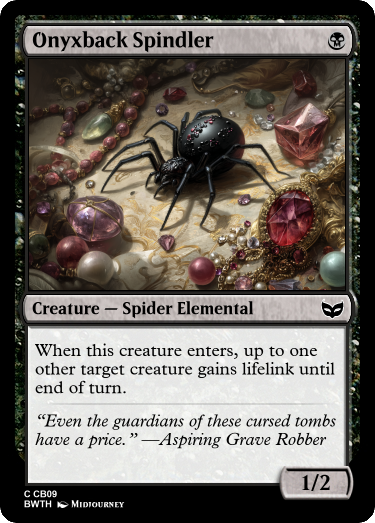 Onyxback Spindler
Creature — Spider Elemental
When this creature enters, up to one
other target creature gains lifelink until
end of turn.
“Even the guardians of these cursed tombs
have a price.” —Aspiring Grave Robber
1/2
C CB09
BWTH Midjourney